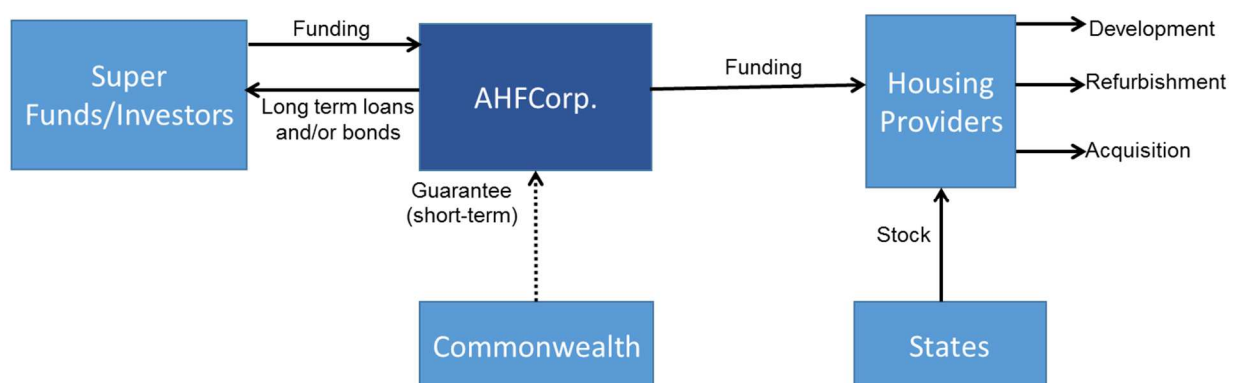 Funding
Super
Funds/Investors
Long term loans
and/or bonds
AHFCorp.
Funding
Housing
Providers
Development
Refurbishment
Acquisition
Guarantee
(short-term)
Stock
Commonwealth
States